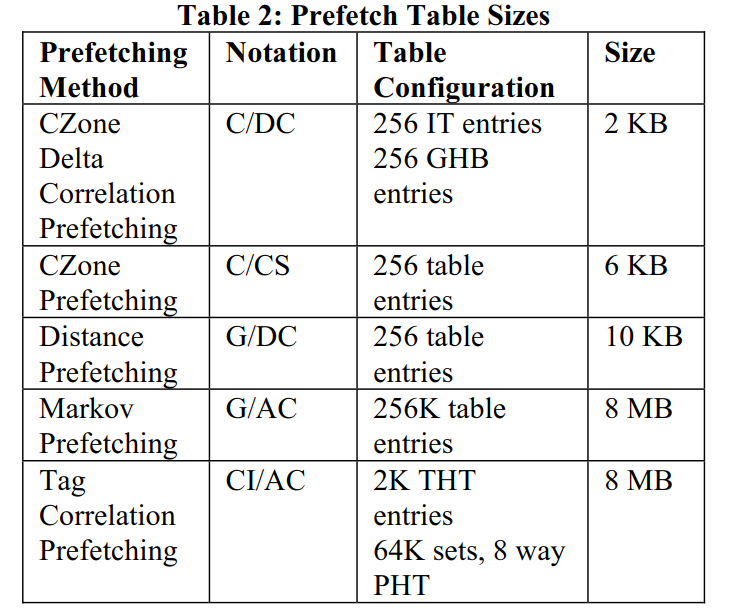 Table 2: Prefetch Table Sizes
Prefetching Method Notation Table Configuration Size
CZone Delta Correlation Prefetching C/DC 256 IT entries 256 GHB entries 2 KB
CZone Prefetching C/CS 256 table entries 6 KB
Distance Prefetching G/DC 256 table entries 10 KB
Markov Prefetching G/AC 256K table entries 8 MB
Tag Correlation Prefetching CI/AC 2K THT entries 64K sets, 8 way PHT 8 MB